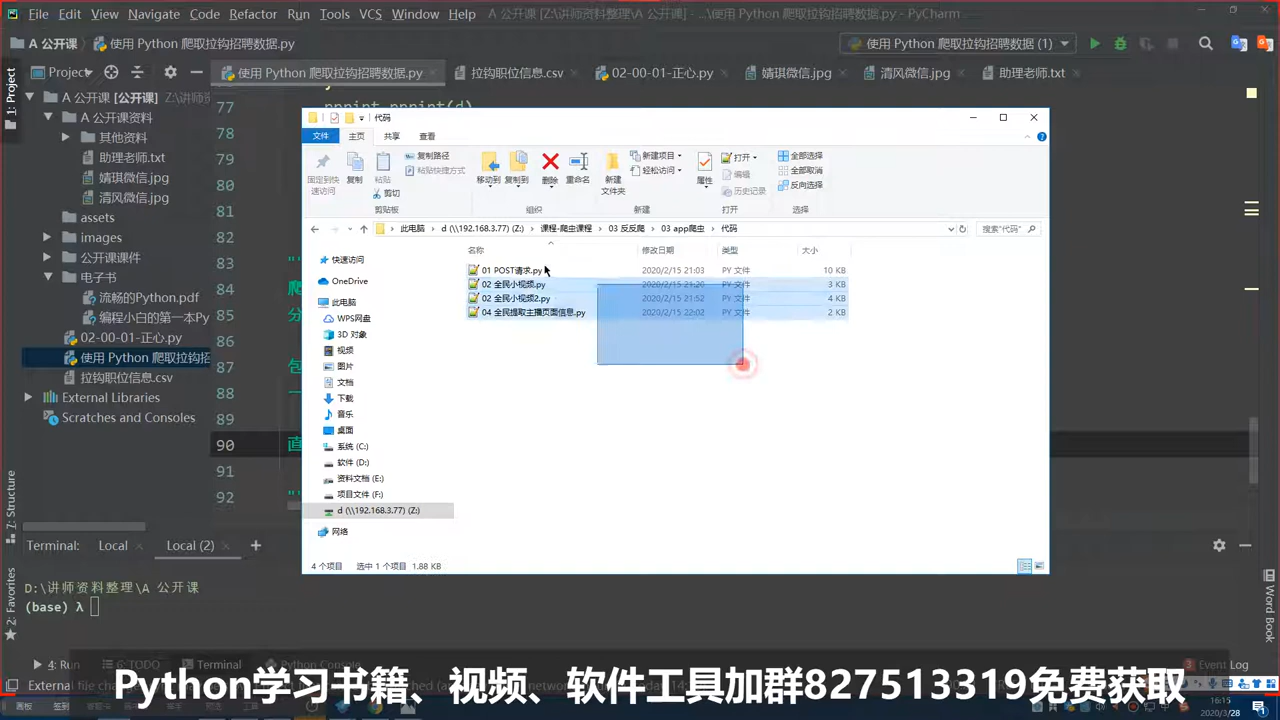 File Edit View Navigate Code Refactor Run Tools VCS Window Help A 公开课 [Z:\讲师资料整理\A 公开课] - ...\使用 Python 爬取拉钩招聘数据.py - PyCharm
A 公开课 使用 Python 爬取拉钩招聘数据.py 使用 Python 爬取拉钩招聘数据 (1)
Project 使用 Python 爬取拉钩招聘数据.py 拉钩职位信息.csv 02-00-01-正心.py 婧琪微信.jpg 清风微信.jpg 助理老师.txt
1: Project
A 公开课 [公开课] Z:\讲师
A 公开课资料
其他资料
助理老师.txt
婧琪微信.jpg
清风微信.jpg
assets
images
公开课课件
电子书
流畅的Python.pdf
编程小白的第一本Py
02-00-01-正心.py
使用 Python 爬取拉钩招
拉钩职位信息.csv
External Libraries
Scratches and Consoles
77
78
79
80
81
82
83
84
85
86
87
88
89
90
91
92
pprint.pprint(d)
代码
文件 主页 共享 查看
固定到快速访问 复制 粘贴 复制路径 粘贴快捷方式 剪切
移动到 复制到 删除 重命名 新建文件夹 新建项目 轻松访问
属性 打开 编辑 历史记录 全部选择 全部取消 反向选择
剪贴板 组织 新建 打开 选择
此电脑 d (\\192.168.3.77) (Z:) 课程-爬虫课程 03 反反爬 03 app爬虫 代码 搜索"代码"
名称 修改日期 类型 大小
01 POST请求.py 2020/2/15 21:03 PY 文件 10 KB
02 全民小视频.py 2020/2/15 21:20 PY 文件 3 KB
02 全民小视频2.py 2020/2/15 21:52 PY 文件 4 KB
04 全民提取主播页面信息.py 2020/2/15 22:02 PY 文件 2 KB
快速访问
OneDrive
此电脑
WPS网盘
3D 对象
视频
图片
文档
下载
音乐
桌面
系统 (C:)
软件 (D:)
资料文档 (E:)
项目文件 (F:)
d (\\192.168.3.77) (Z:)
网络
4 个项目 选中 1 个项目 1.88 KB
7: Structure
2: Favorites
Terminal: Local Local (2)
D:\讲师资料整理\A 公开课
(base) λ
Word Book
4: Run 6: TODO Terminal Python Console 3 Event Log
Python学习书籍、视频、软件工具加群827513319免费获取
16:15
2020/3/28